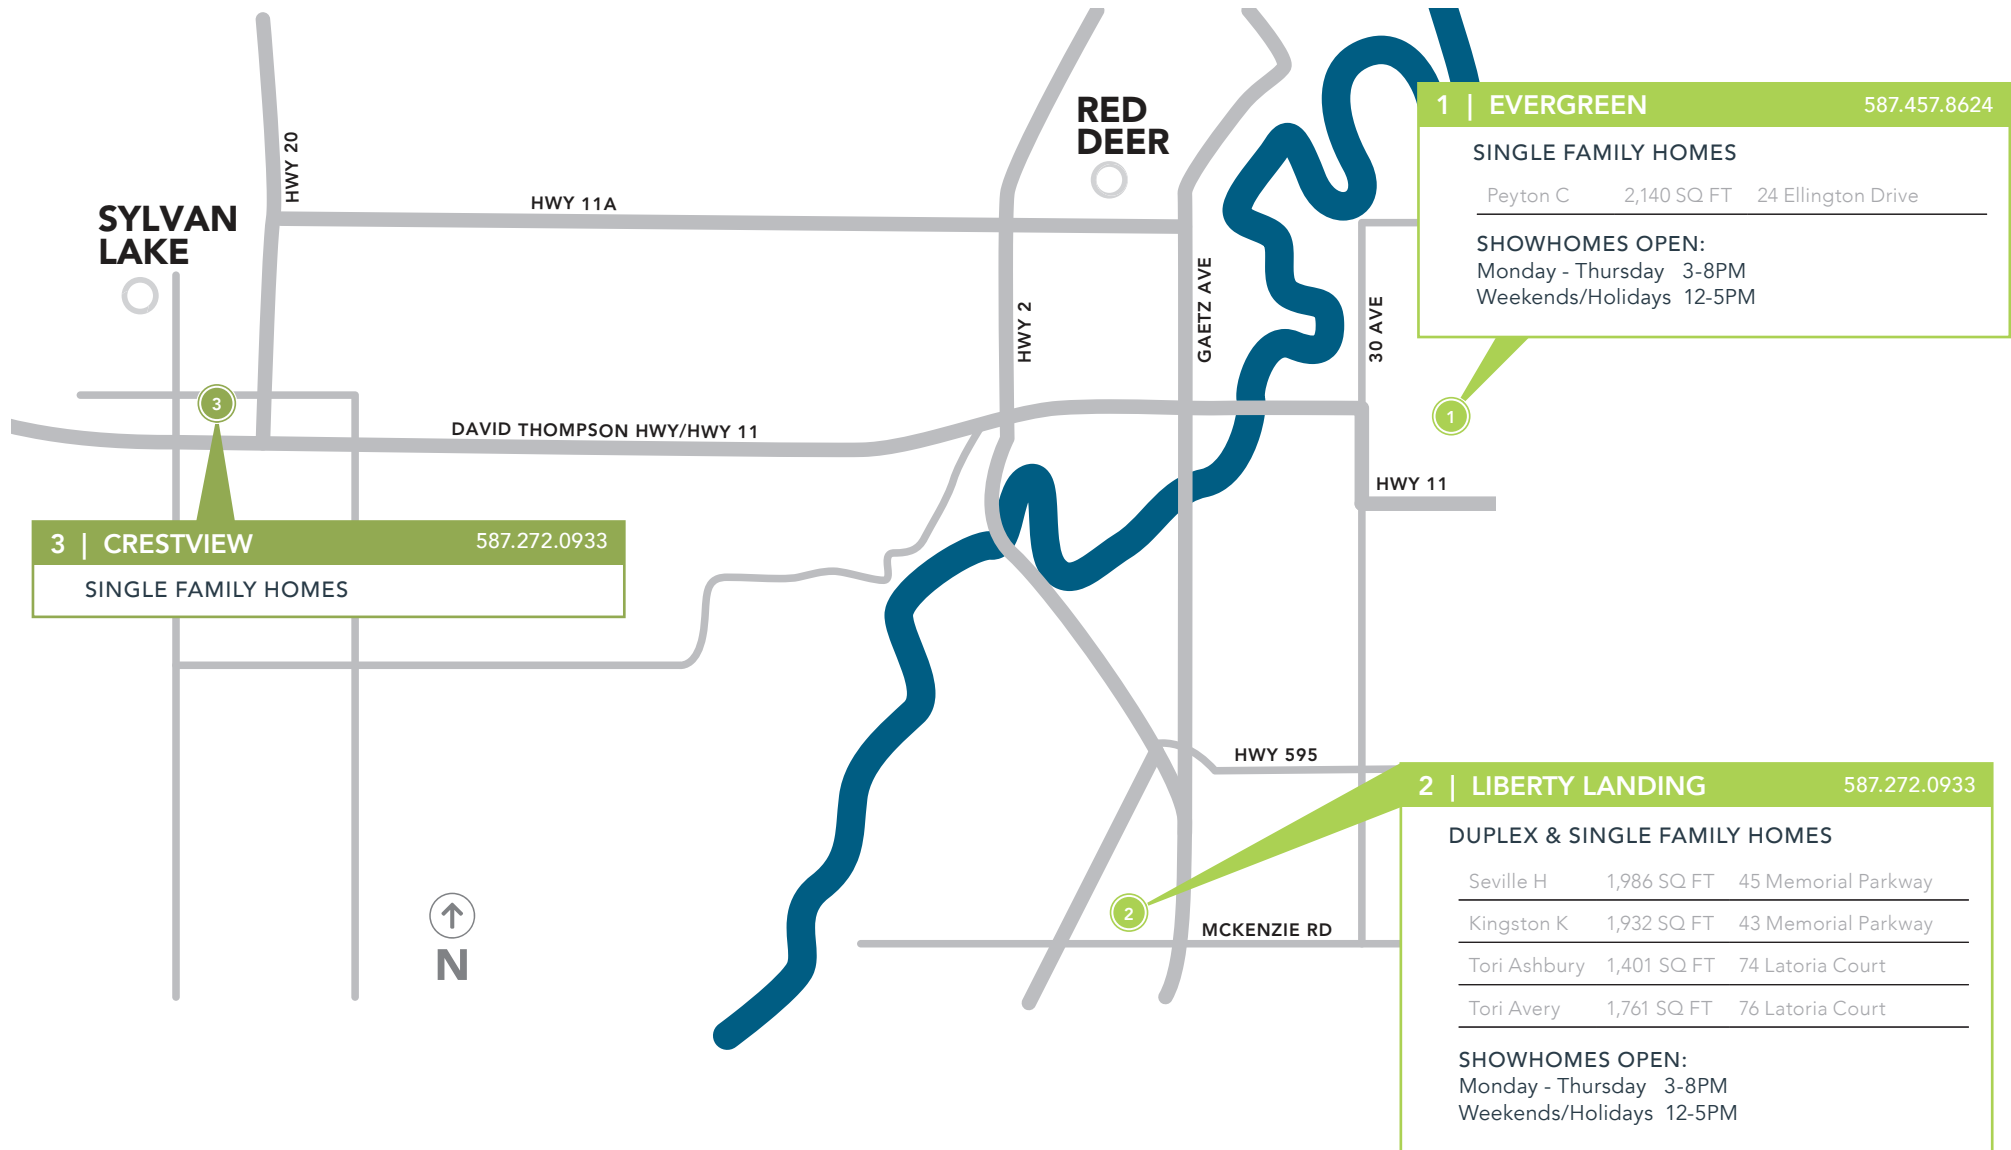 RED
DEER
1 | EVERGREEN 587.457.8624
SINGLE FAMILY HOMES
Peyton C 2,140 SQ FT 24 Ellington Drive
SHOWHOMES OPEN:
Monday - Thursday 3-8PM
Weekends/Holidays 12-5PM
HWY 20
HWY 11A
SYLVAN
LAKE
HWY 2
GAETZ AVE
30 AVE
3
1
DAVID THOMPSON HWY/HWY 11
HWY 11
3 | CRESTVIEW 587.272.0933
SINGLE FAMILY HOMES
HWY 595
2 | LIBERTY LANDING 587.272.0933
DUPLEX & SINGLE FAMILY HOMES
Seville H 1,986 SQ FT 45 Memorial Parkway
Kingston K 1,932 SQ FT 43 Memorial Parkway
Tori Ashbury 1,401 SQ FT 74 Latoria Court
Tori Avery 1,761 SQ FT 76 Latoria Court
SHOWHOMES OPEN:
Monday - Thursday 3-8PM
Weekends/Holidays 12-5PM
2
MCKENZIE RD
N